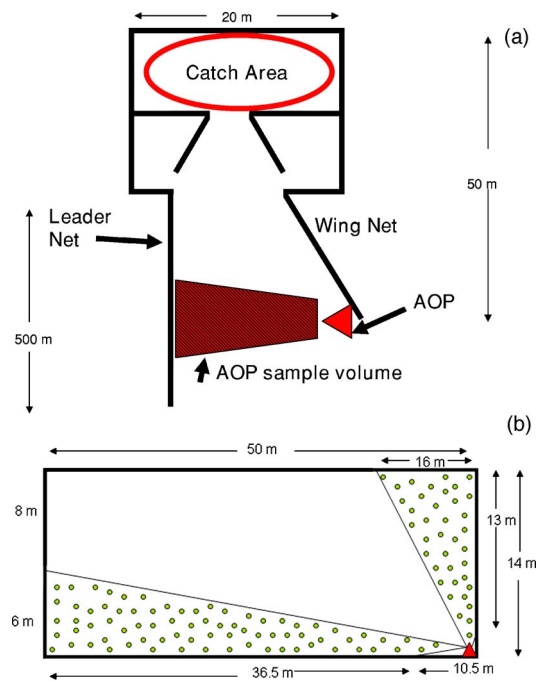 20 m
(a)
Catch Area
50 m
Leader
Net
Wing Net
AOP
500 m
AOP sample volume
(b)
50 m
16 m
8 m
13 m
14 m
6 m
36.5 m
10.5 m